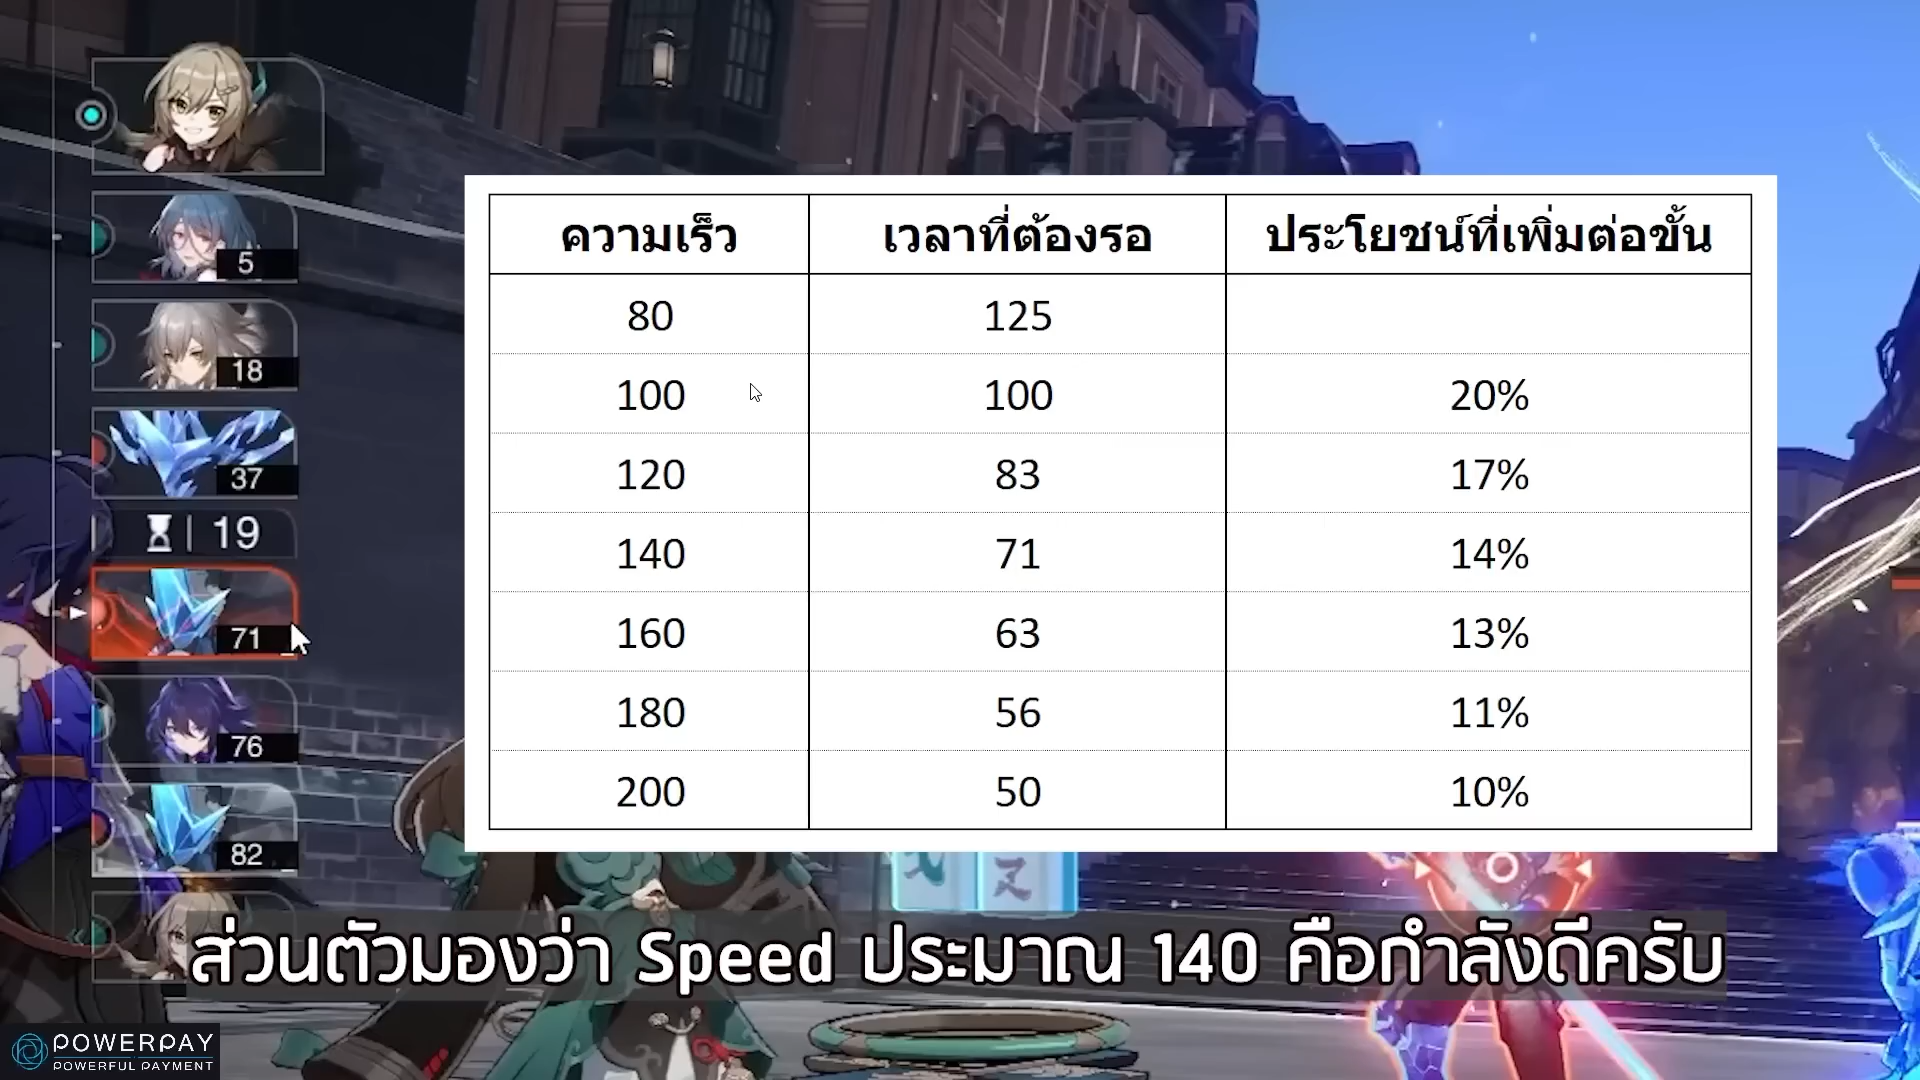 5
18
37
19
71
76
82
ความเร็ว เวลาที่ต้องรอ ประโยชน์ที่เพิ่มต่อขั้น
80 125
100 100 20%
120 83 17%
140 71 14%
160 63 13%
180 56 11%
200 50 10%
ส่วนตัวมองว่า Speed ประมาณ 140 คือกำลังดีครับ
POWERPAY
POWERFUL PAYMENT